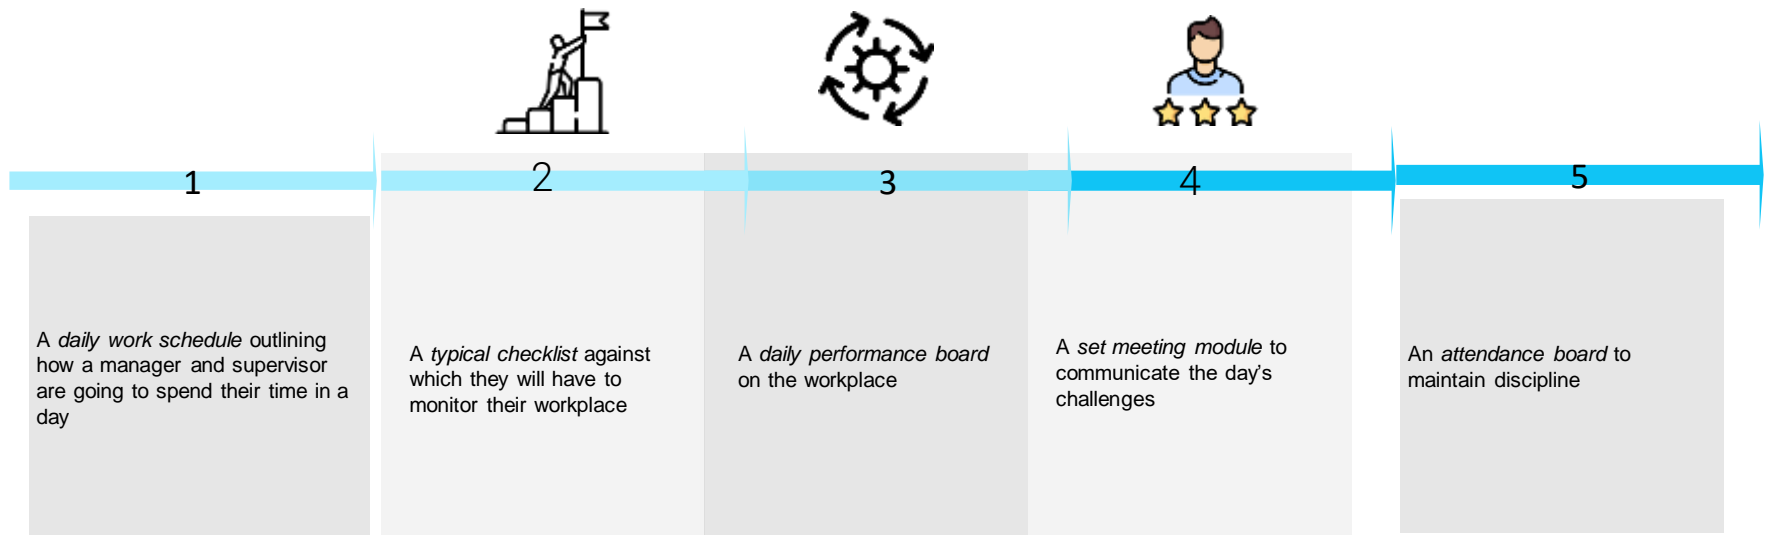 1
2
3
4
5
A daily work schedule outlining
how a manager and supervisor
are going to spend their time in a
day
A typical checklist against
which they will have to
monitor their workplace
A daily performance board
on the workplace
A set meeting module to
communicate the day’s
challenges
An attendance board to
maintain discipline